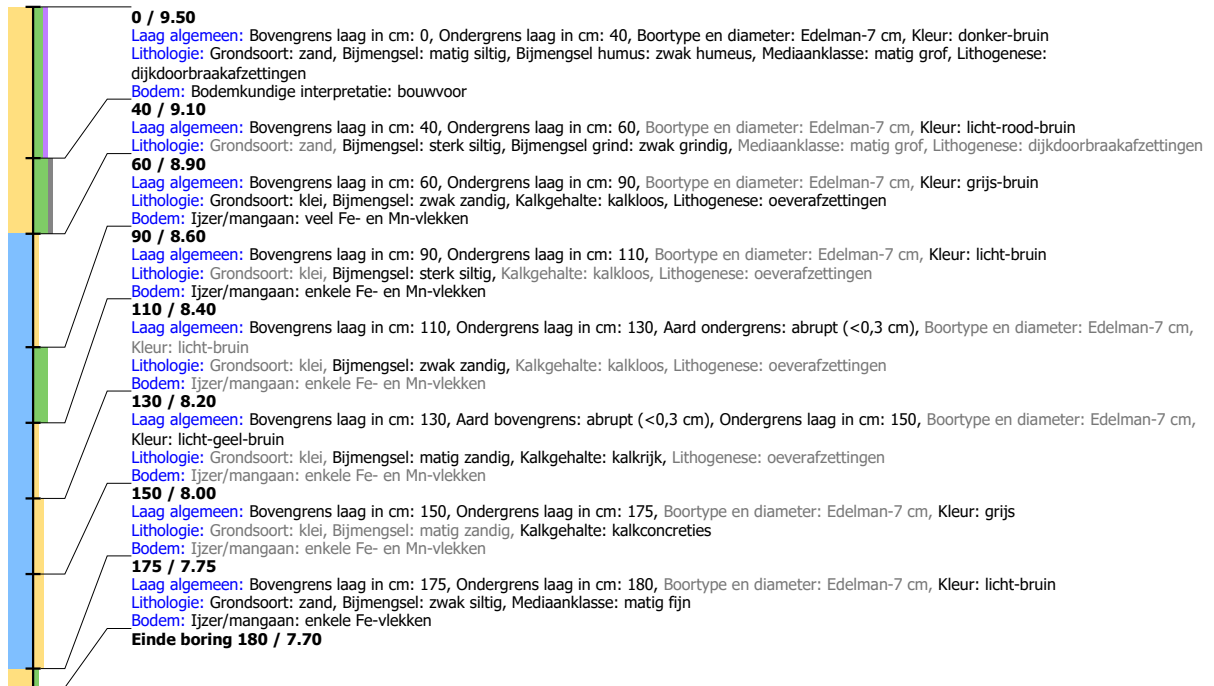 0 / 9.50
Laag algemeen: Bovengrens laag in cm: 0, Ondergrens laag in cm: 40, Boortype en diameter: Edelman-7 cm, Kleur: donker-bruin
Lithologie: Grondsoort: zand, Bijmengsel: matig siltig, Bijmengsel humus: zwak humeus, Mediaanklasse: matig grof, Lithogenese:
dijkdoorbraakafzettingen
Bodem: Bodemkundige interpretatie: bouwvoor
40 / 9.10
Laag algemeen: Bovengrens laag in cm: 40, Ondergrens laag in cm: 60, Boortype en diameter: Edelman-7 cm, Kleur: licht-rood-bruin
Lithologie: Grondsoort: zand, Bijmengsel: sterk siltig, Bijmengsel grind: zwak grindig, Mediaanklasse: matig grof, Lithogenese: dijkdoorbraakafzettingen
60 / 8.90
Laag algemeen: Bovengrens laag in cm: 60, Ondergrens laag in cm: 90, Boortype en diameter: Edelman-7 cm, Kleur: grijs-bruin
Lithologie: Grondsoort: klei, Bijmengsel: zwak zandig, Kalkgehalte: kalkloos, Lithogenese: oeverafzettingen
Bodem: Ijzer/mangaan: veel Fe- en Mn-vlekken
90 / 8.60
Laag algemeen: Bovengrens laag in cm: 90, Ondergrens laag in cm: 110, Boortype en diameter: Edelman-7 cm, Kleur: licht-bruin
Lithologie: Grondsoort: klei, Bijmengsel: sterk siltig, Kalkgehalte: kalkloos, Lithogenese: oeverafzettingen
Bodem: Ijzer/mangaan: enkele Fe- en Mn-vlekken
110 / 8.40
Laag algemeen: Bovengrens laag in cm: 110, Ondergrens laag in cm: 130, Aard ondergrens: abrupt (<0,3 cm), Boortype en diameter: Edelman-7 cm,
Kleur: licht-bruin
Lithologie: Grondsoort: klei, Bijmengsel: zwak zandig, Kalkgehalte: kalkloos, Lithogenese: oeverafzettingen
Bodem: Ijzer/mangaan: enkele Fe- en Mn-vlekken
130 / 8.20
Laag algemeen: Bovengrens laag in cm: 130, Aard bovengrens: abrupt (<0,3 cm), Ondergrens laag in cm: 150, Boortype en diameter: Edelman-7 cm,
Kleur: licht-geel-bruin
Lithologie: Grondsoort: klei, Bijmengsel: matig zandig, Kalkgehalte: kalkrijk, Lithogenese: oeverafzettingen
Bodem: Ijzer/mangaan: enkele Fe- en Mn-vlekken
150 / 8.00
Laag algemeen: Bovengrens laag in cm: 150, Ondergrens laag in cm: 175, Boortype en diameter: Edelman-7 cm, Kleur: grijs
Lithologie: Grondsoort: klei, Bijmengsel: matig zandig, Kalkgehalte: kalkconcreties
Bodem: Ijzer/mangaan: enkele Fe- en Mn-vlekken
175 / 7.75
Laag algemeen: Bovengrens laag in cm: 175, Ondergrens laag in cm: 180, Boortype en diameter: Edelman-7 cm, Kleur: licht-bruin
Lithologie: Grondsoort: zand, Bijmengsel: zwak siltig, Mediaanklasse: matig fijn
Bodem: Ijzer/mangaan: enkele Fe-vlekken
Einde boring 180 / 7.70